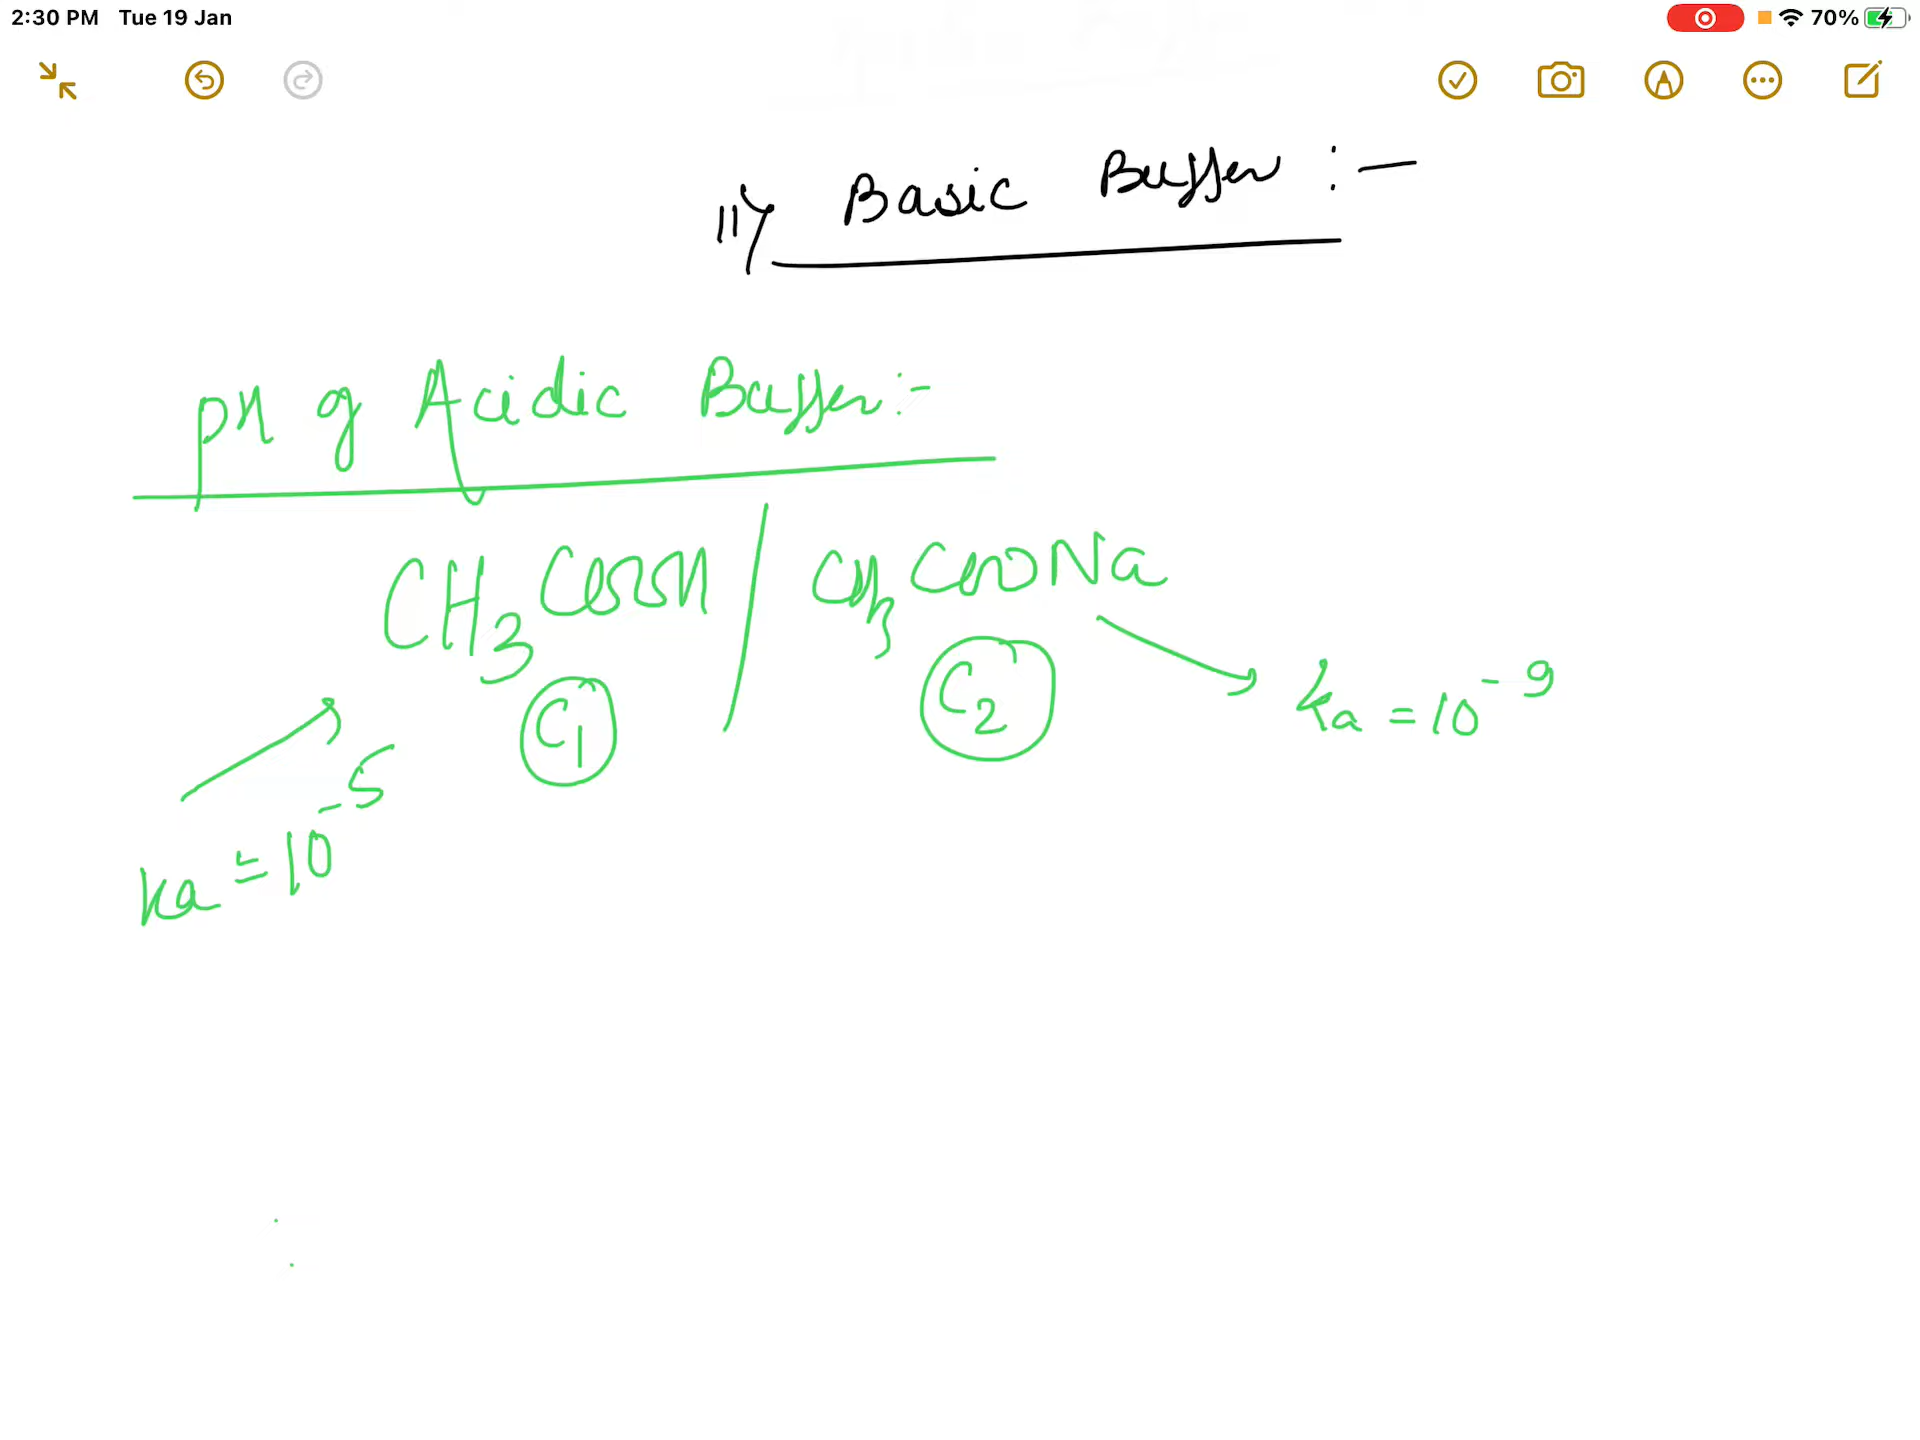 2:30 PM Tue 19 Jan 70%
11) Basic Buffer :-
pH of Acidic Buffer :-
CH3COOH / CH3COONa
C1 C2 ka = 10-9
ka = 10-5